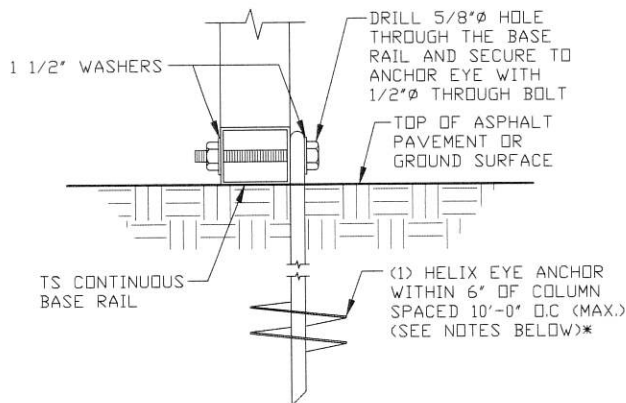 DRILL 5/8"Ø HOLE
THROUGH THE BASE
RAIL AND SECURE TO
ANCHOR EYE WITH
1/2"Ø THROUGH BOLT
1 1/2" WASHERS
TOP OF ASPHALT
PAVEMENT OR
GROUND SURFACE
TS CONTINUOUS
BASE RAIL
(1) HELIX EYE ANCHOR
WITHIN 6" OF COLUMN
SPACED 10'-0" O.C (MAX.)
(SEE NOTES BELOW)*